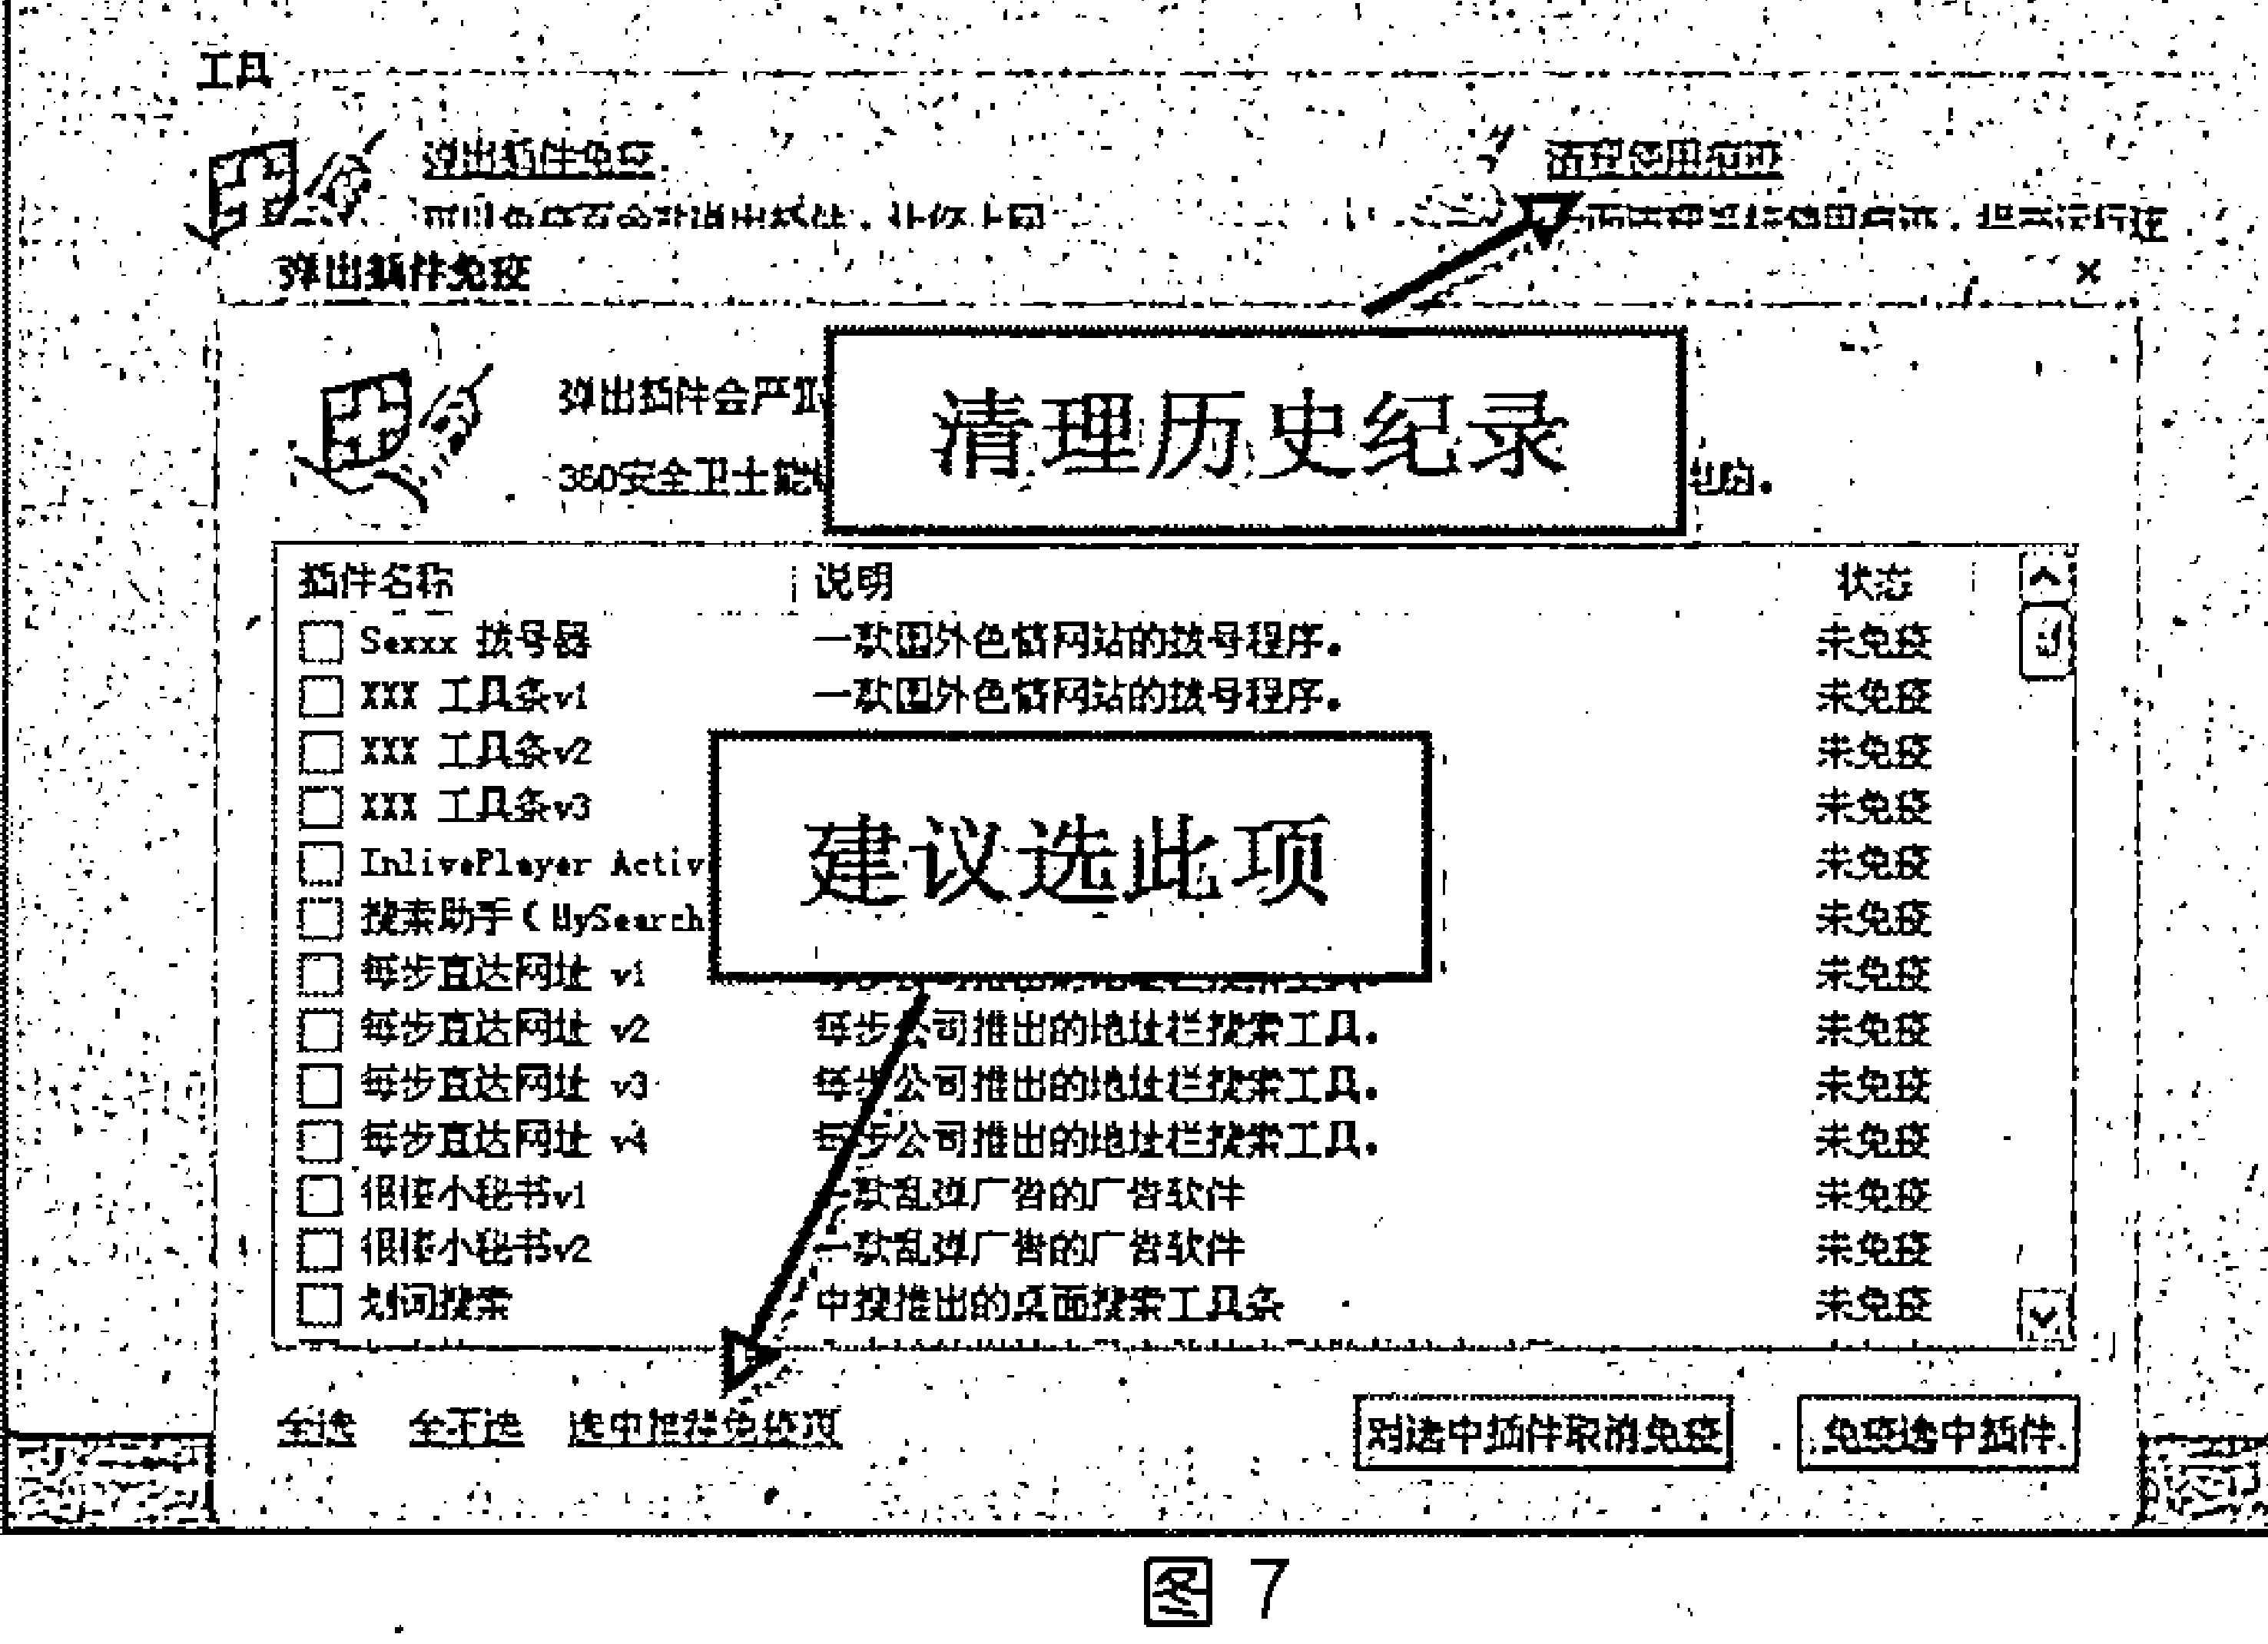 工具
弹出插件免疫
清理使用痕迹
弹出插件免疫
×
弹出插件会严重
清理历史纪录
360安全卫士能够
插件名称 说明 状态
Sexxx 拨号器 一款国外色情网站的拨号程序。 未免疫
XXX 工具条v1 一款国外色情网站的拨号程序。 未免疫
XXX 工具条v2 未免疫
XXX 工具条v3 未免疫
建议选此项
InlivePlayer Activ 未免疫
搜索助手(MySearch 未免疫
每步直达网址 v1 未免疫
每步直达网址 v2 每步公司推出的地址栏搜索工具。 未免疫
每步直达网址 v3 每步公司推出的地址栏搜索工具。 未免疫
每步直达网址 v4 每步公司推出的地址栏搜索工具。 未免疫
很棒小秘书v1 一款乱弹广告的广告软件 未免疫
很棒小秘书v2 一款乱弹广告的广告软件 未免疫
划词搜索 中搜推出的桌面搜索工具条 未免疫
全选 全不选 选中推荐免疫项 对选中插件取消免疫 免疫选中插件
图 7